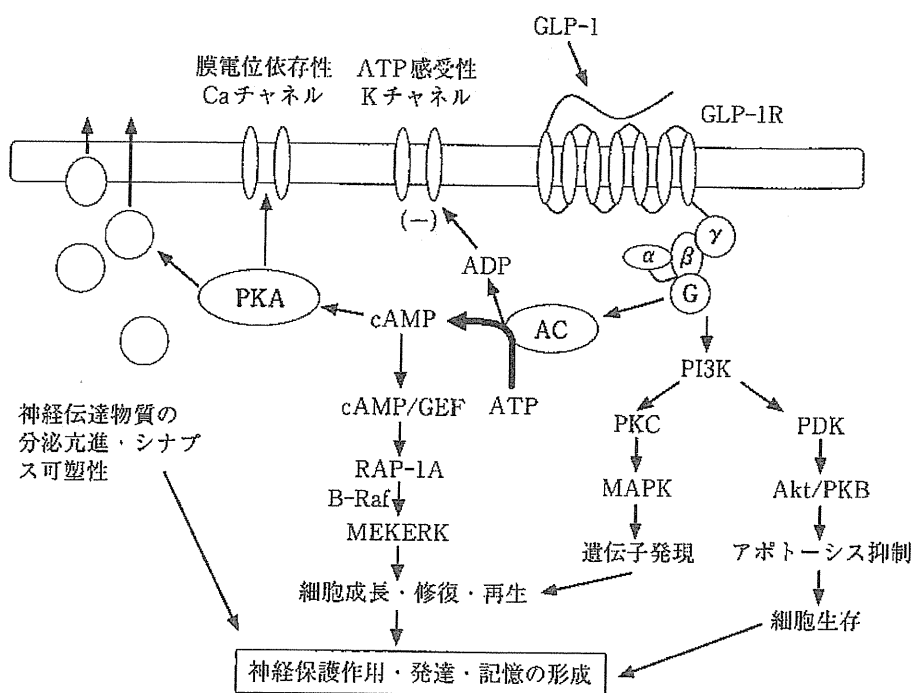 GLP-1
膜電位依存性
Caチャネル
ATP感受性
Kチャネル
GLP-1R
(−)
γ
α
β
G
ADP
PKA
cAMP
AC
PI3K
cAMP/GEF
ATP
PKC
PDK
神経伝達物質の
分泌亢進・シナプ
ス可塑性
RAP-1A
B-Raf
MAPK
Akt/PKB
MEKERK
遺伝子発現
アポトーシス抑制
細胞成長・修復・再生
細胞生存
神経保護作用・発達・記憶の形成